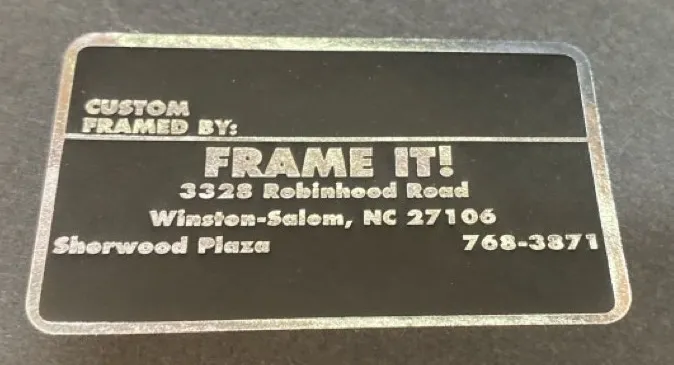 CUSTOM
FRAMED BY:
FRAME IT!
3328 Robinhood Road
Winston-Salem, NC 27106
Sherwood Plaza 768-3871